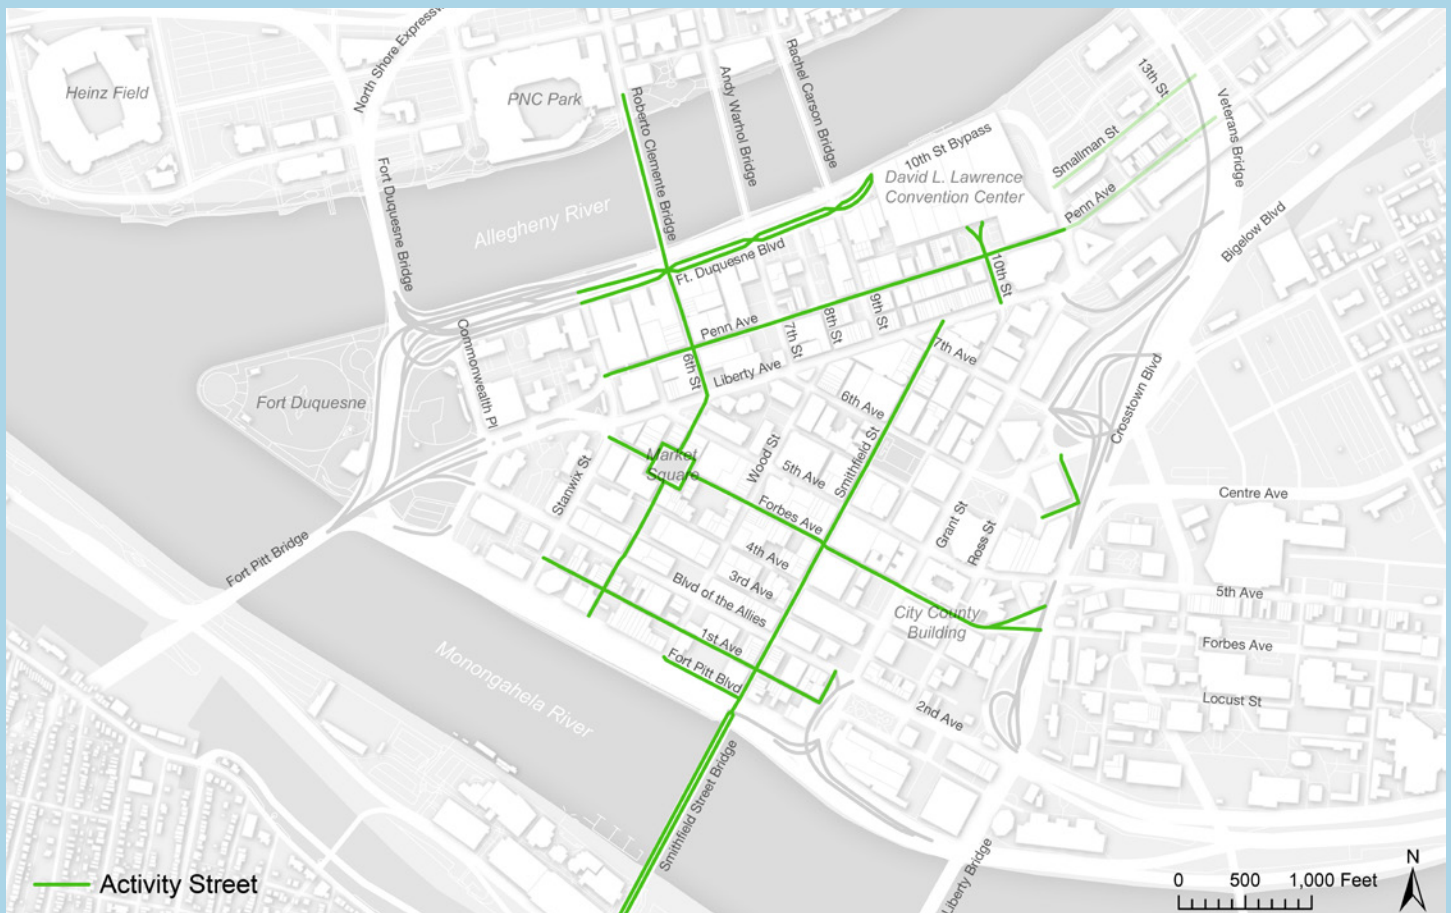 North Shore Expressw
Heinz Field
PNC Park
Roberto Clemente Bridge
Andy Warhol Bridge
Rachel Carson Bridge
13th St
Veterans Bridge
Smallman St
10th St Bypass
David L. Lawrence
Convention Center
Penn Ave
Fort Duquesne Bridge
Allegheny River
Bigelow Blvd
Ft. Duquesne Blvd
10th St
9th St
8th St
7th St
Penn Ave
Commonwealth Pl
6th St
Liberty Ave
7th Ave
Crosstown Blvd
Fort Duquesne
6th Ave
Market
Square
Wood St
Smithfield St
5th Ave
Stanwix St
Forbes Ave
Grant St
Ross St
Centre Ave
Fort Pitt Bridge
4th Ave
3rd Ave
Blvd of the Allies
5th Ave
City County
Building
1st Ave
Forbes Ave
Fort Pitt Blvd
Monongahela River
Locust St
2nd Ave
Smithfield Street Bridge
Liberty Bridge
Activity Street
N
0 500 1,000 Feet